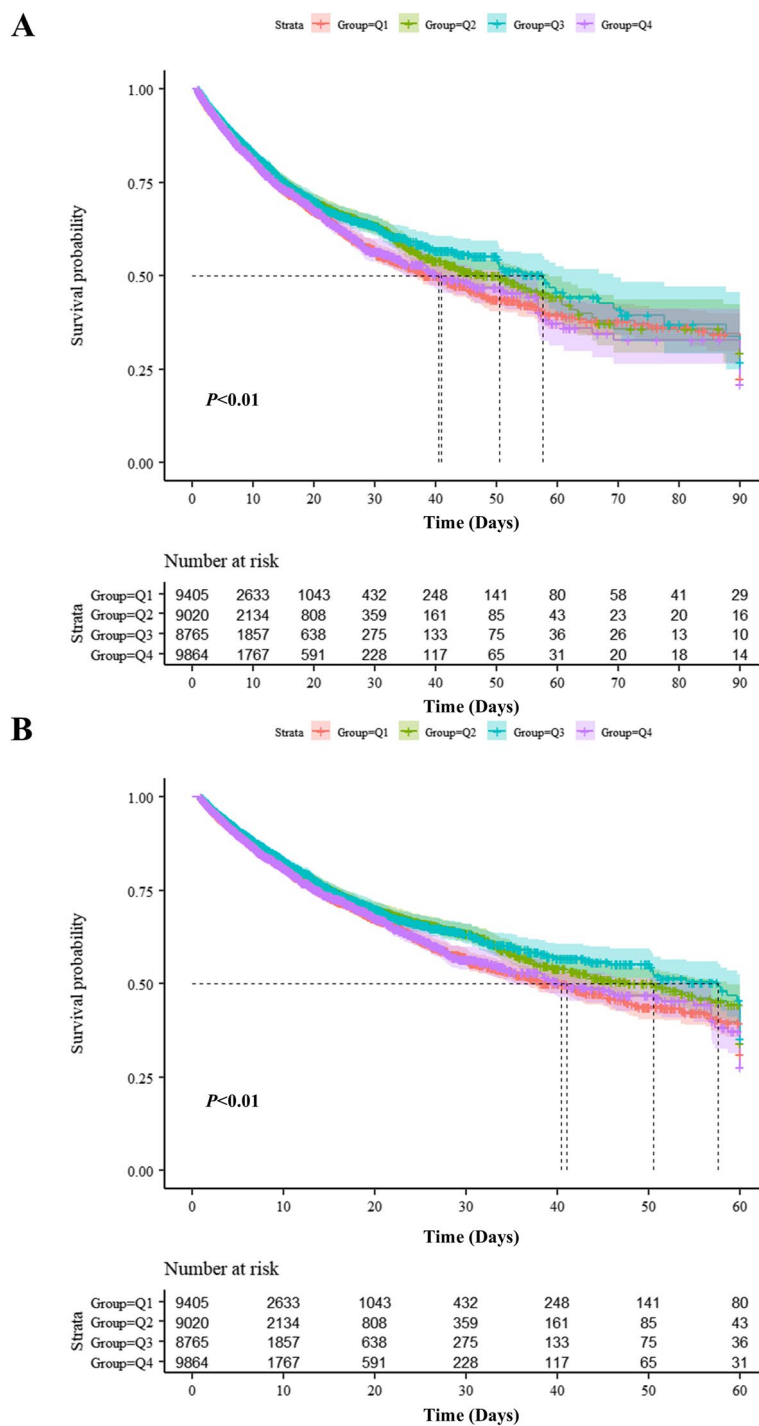 A
Strata Group=Q1 Group=Q2 Group=Q3 Group=Q4
1.00
0.75
0.50
0.25
0.00
Survival probability
P<0.01
0 10 20 30 40 50 60 70 80 90
Time (Days)
Number at risk
Strata
Group=Q1 9405 2633 1043 432 248 141 80 58 41 29
Group=Q2 9020 2134 808 359 161 85 43 23 20 16
Group=Q3 8765 1857 638 275 133 75 36 26 13 10
Group=Q4 9864 1767 591 228 117 65 31 20 18 14
0 10 20 30 40 50 60 70 80 90
Time (Days)
B
Strata Group=Q1 Group=Q2 Group=Q3 Group=Q4
1.00
0.75
0.50
0.25
0.00
Survival probability
P<0.01
0 10 20 30 40 50 60
Time (Days)
Number at risk
Strata
Group=Q1 9405 2633 1043 432 248 141 80
Group=Q2 9020 2134 808 359 161 85 43
Group=Q3 8765 1857 638 275 133 75 36
Group=Q4 9864 1767 591 228 117 65 31
0 10 20 30 40 50 60
Time (Days)